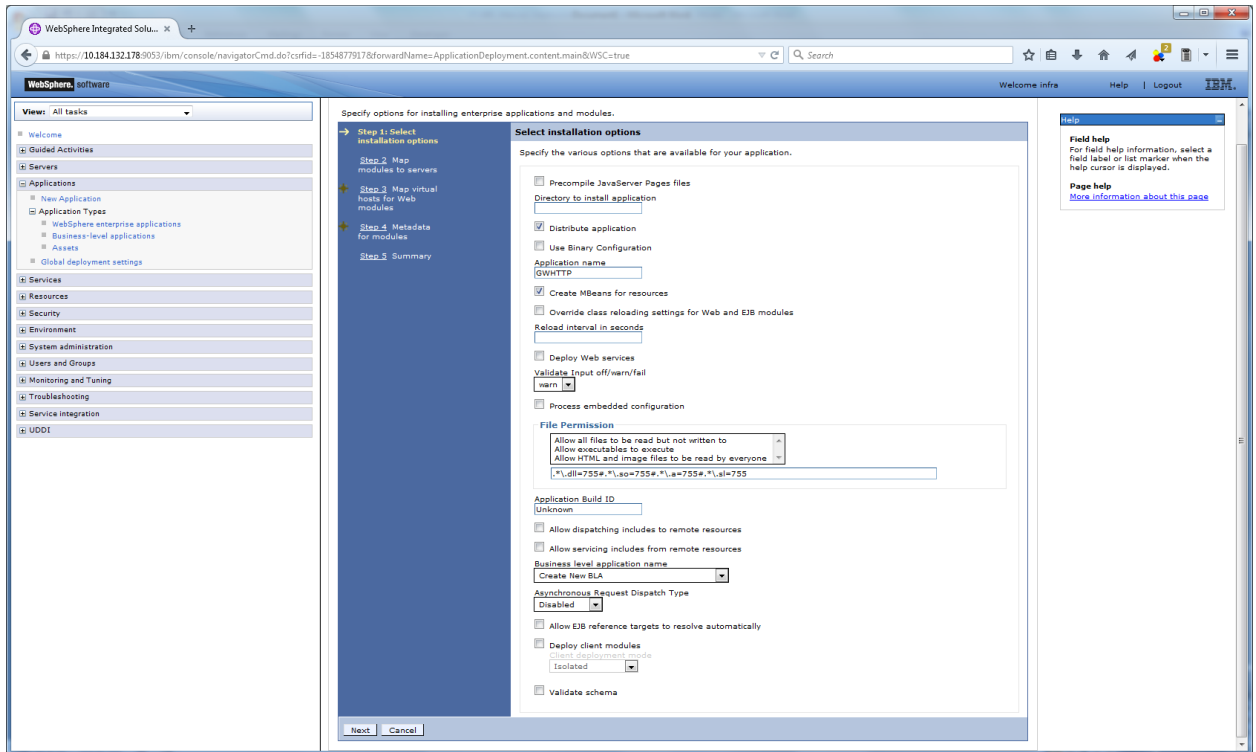 WebSphere Integrated Solu...
https://10.184.132.178:9053/ibm/console/navigatorCmd.do?csrfid=-1854877917&forwardName=ApplicationDeployment.content.main&WSC=true
Search
2
WebSphere. software
Welcome infra
Help | Logout
IBM.
View: All tasks
Welcome
Guided Activities
Servers
Applications
New Application
Application Types
WebSphere enterprise applications
Business-level applications
Assets
Global deployment settings
Services
Resources
Security
Environment
System administration
Users and Groups
Monitoring and Tuning
Troubleshooting
Service integration
UDDI
Specify options for installing enterprise applications and modules.
Step 1: Select
installation options
Step 2 Map
modules to servers
Step 3 Map virtual
hosts for Web
modules
Step 4 Metadata
for modules
Step 5 Summary
Select installation options
Specify the various options that are available for your application.
Precompile JavaServer Pages files
Directory to install application
Distribute application
Use Binary Configuration
Application name
GWHTTP
Create MBeans for resources
Override class reloading settings for Web and EJB modules
Reload interval in seconds
Deploy Web services
Validate Input off/warn/fail
warn
Process embedded configuration
File Permission
Allow all files to be read but not written to
Allow executables to execute
Allow HTML and image files to be read by everyone
.*\.dll=755#.*\.so=755#.*\.a=755#.*\.sl=755
Application Build ID
Unknown
Allow dispatching includes to remote resources
Allow servicing includes from remote resources
Business level application name
Create New BLA
Asynchronous Request Dispatch Type
Disabled
Allow EJB reference targets to resolve automatically
Deploy client modules
Client deployment mode
Isolated
Validate schema
Next
Cancel
Help
Field help
For field help information, select a
field label or list marker when the
help cursor is displayed.
Page help
More information about this page